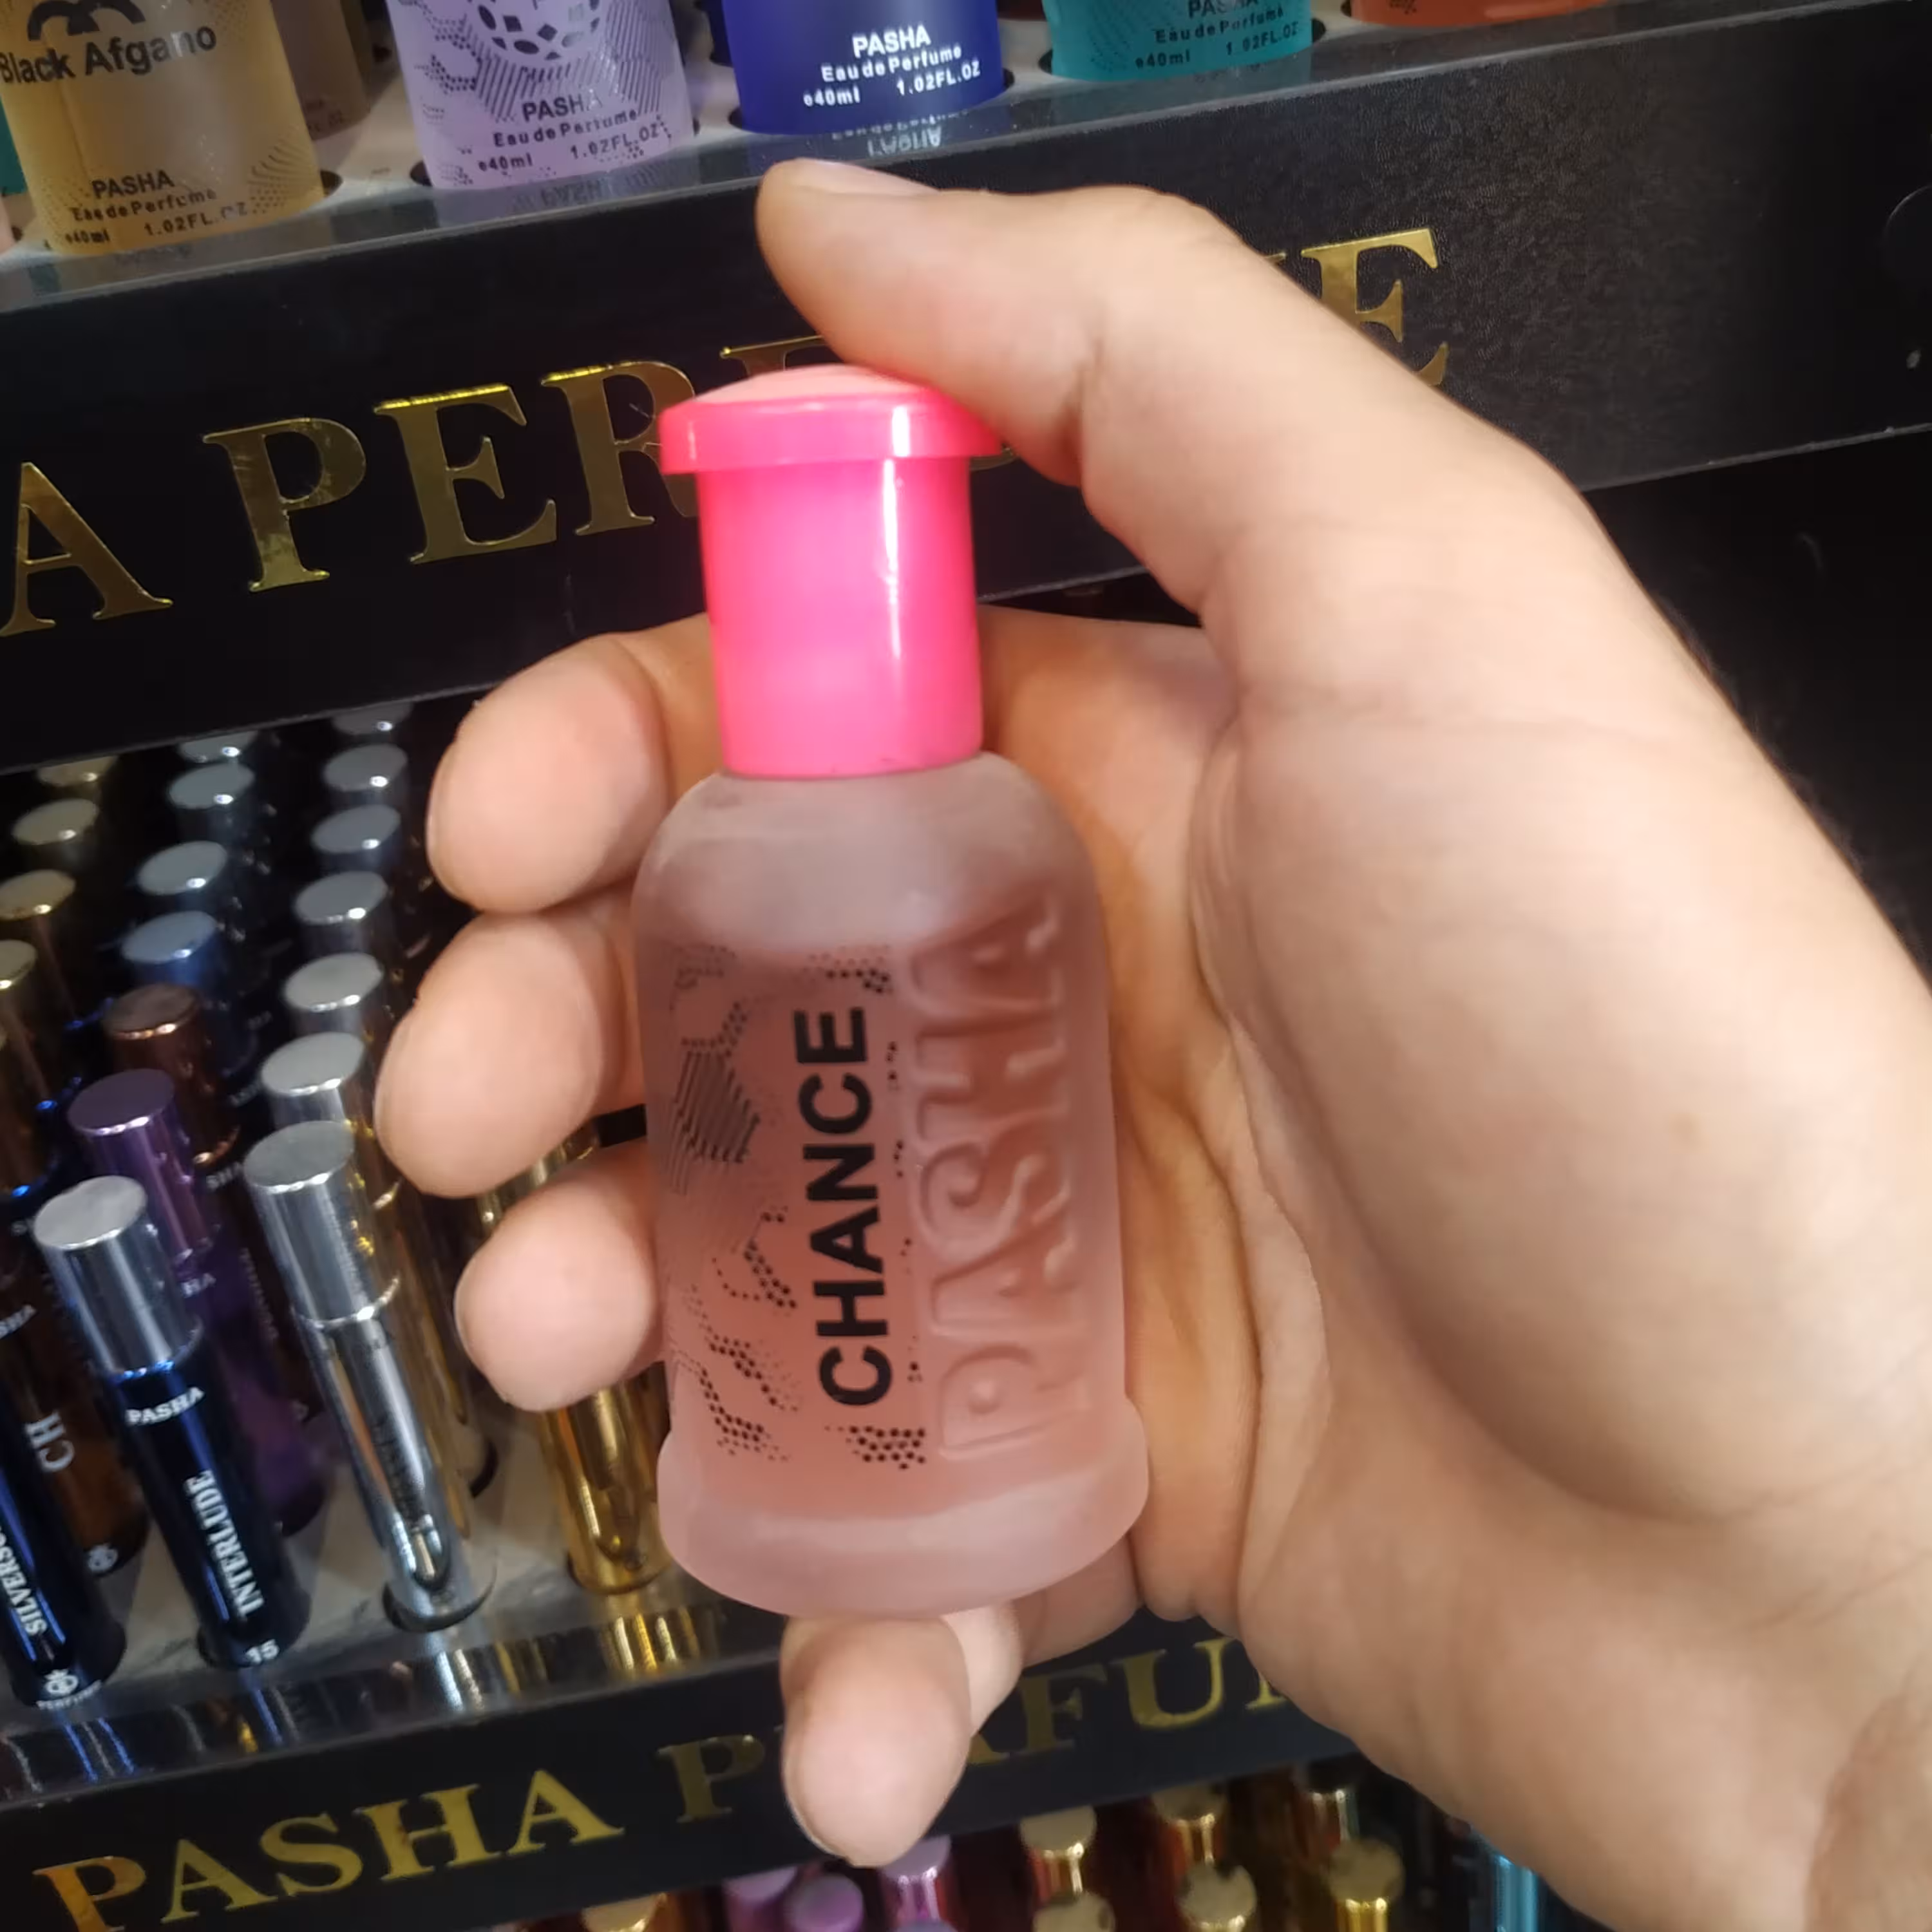 Black Afgano
PASHA
Eau de Perfume
e40ml 1.02FL.OZ
PASHA
Eau de Perfume
e40ml 1.02FL.OZ
PASHA
Eau de Perfume
e40ml 1.02FL.OZ
PASHA
Eau de Perfume
e40ml 1.02FL.OZ
A PER E
CHANCE
PASHA
CH
PASHA
INTERLUDE
15
PASHA P RFU